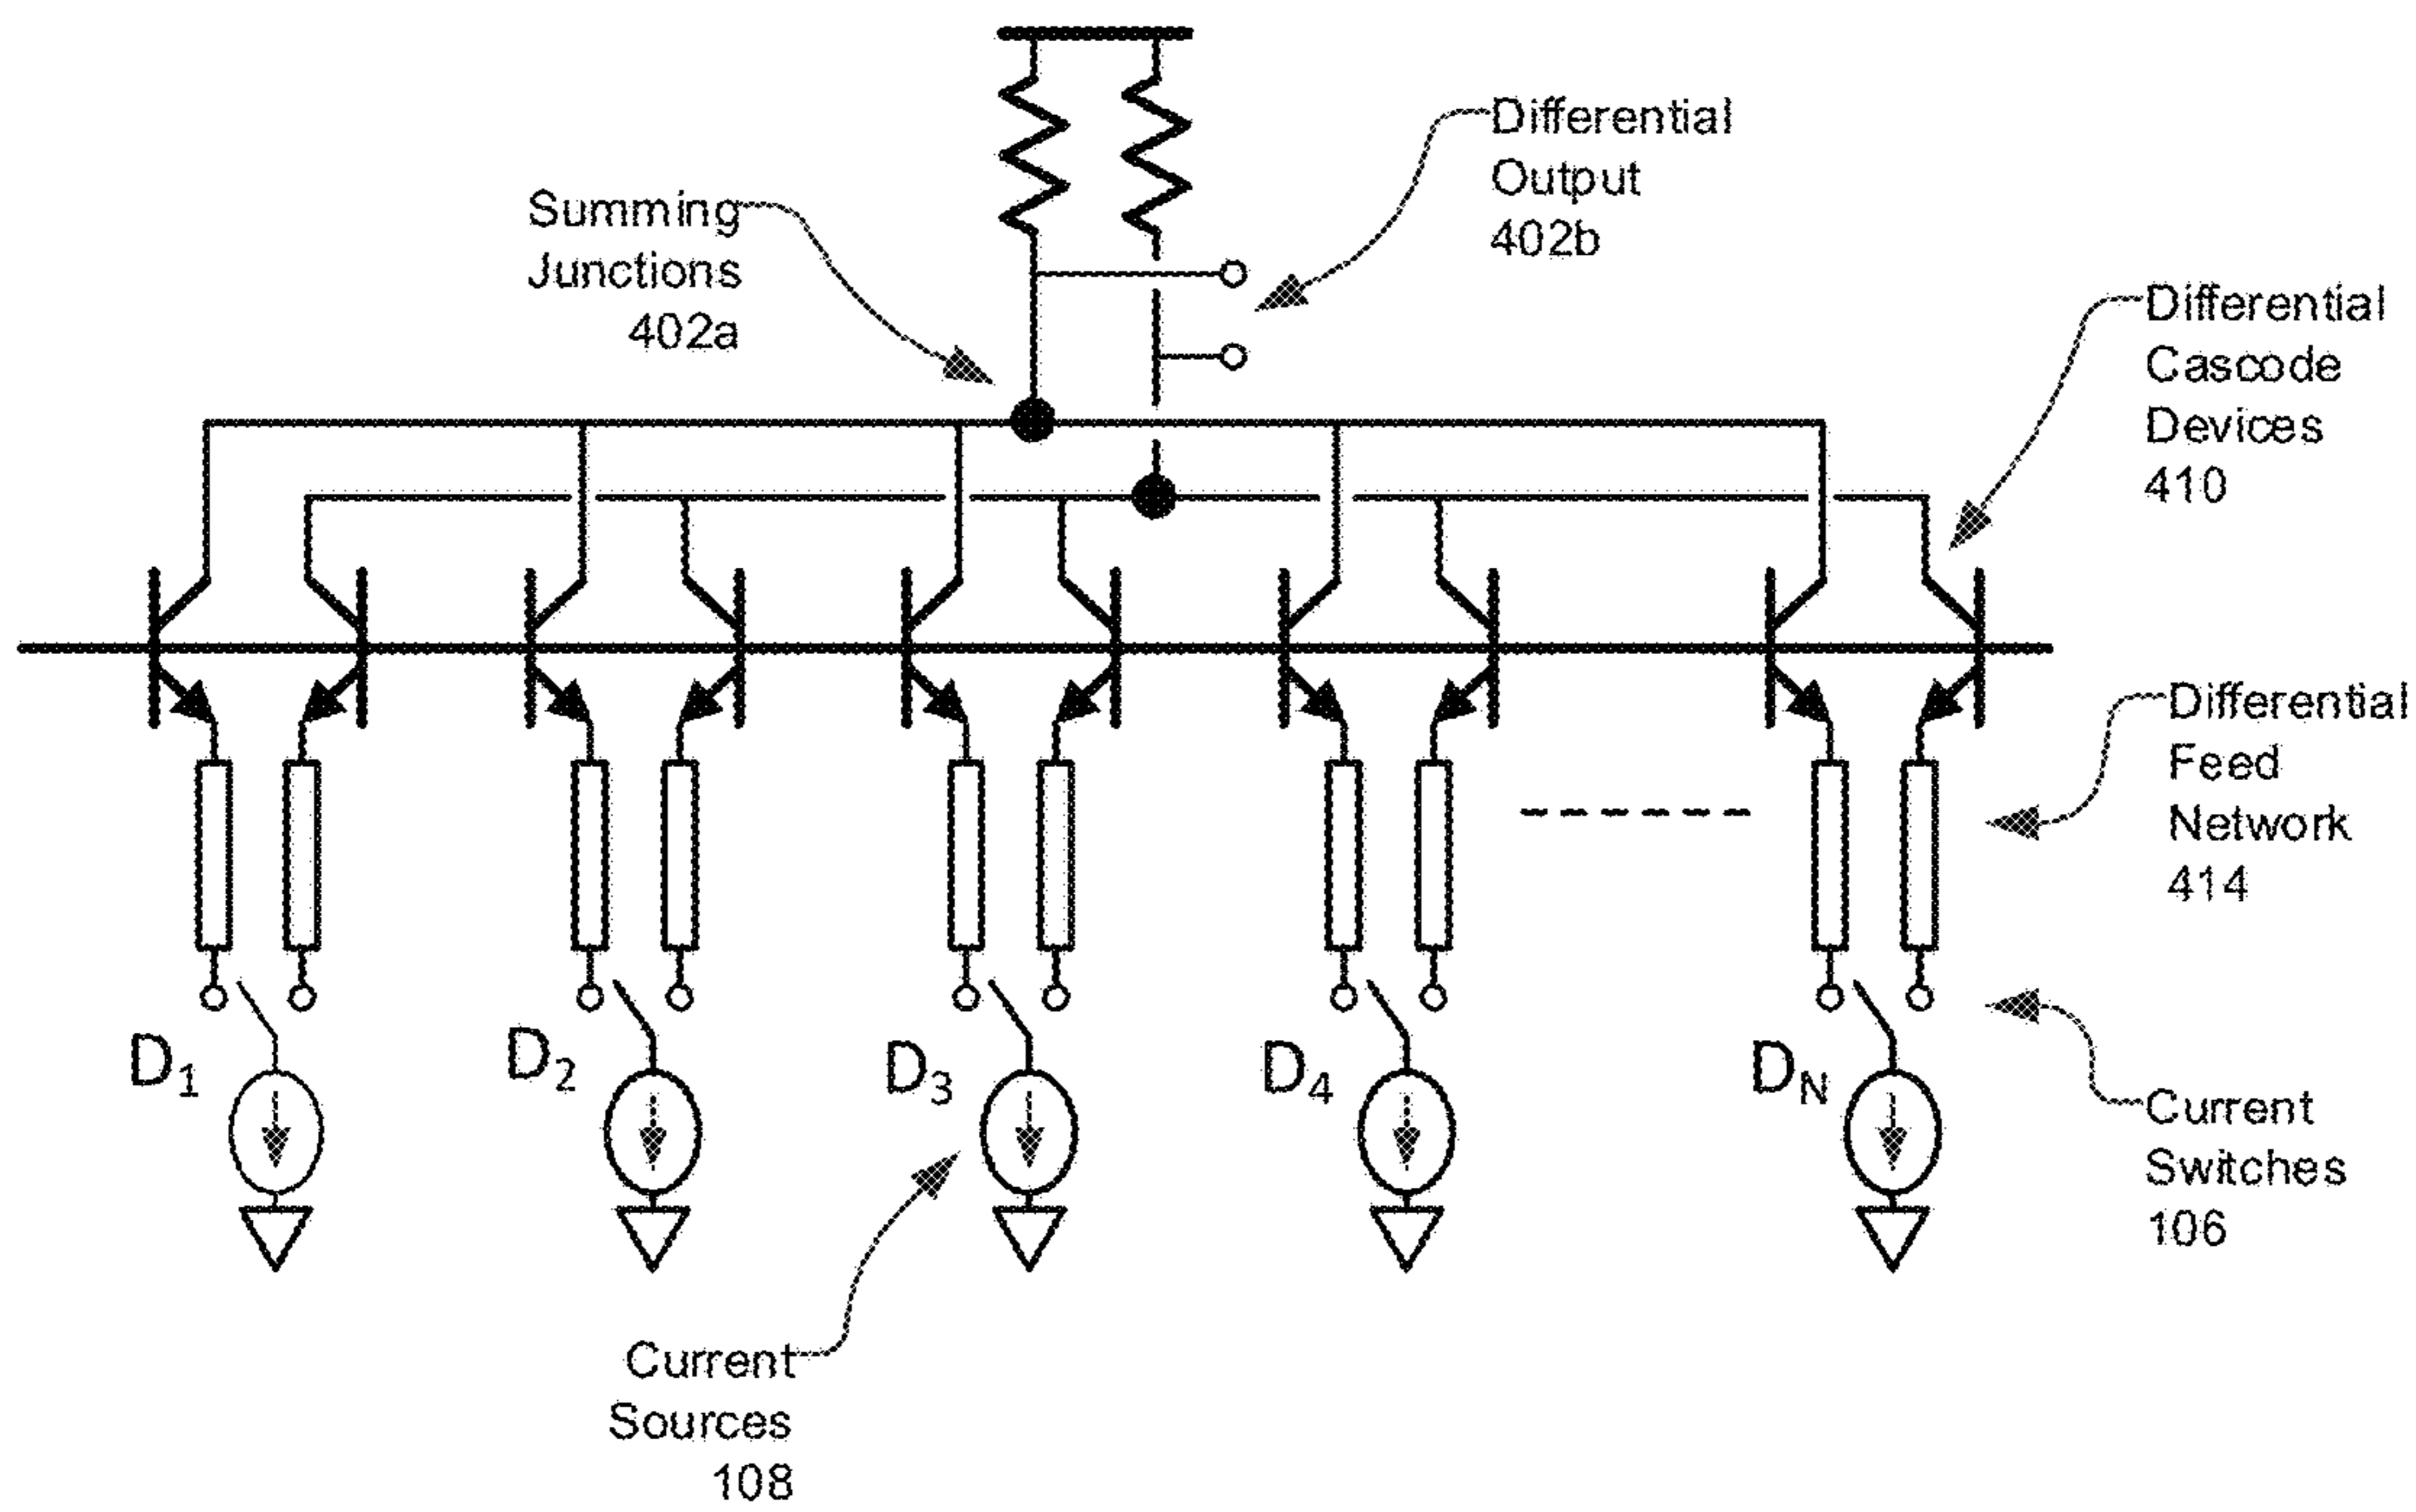 Differential
Output
402b
Summing
Junctions
402a
Differential
Cascode
Devices
410
Differential
Feed
Network
414
D1
D2
D3
D4
DN
Current
Switches
106
Current
Sources
108